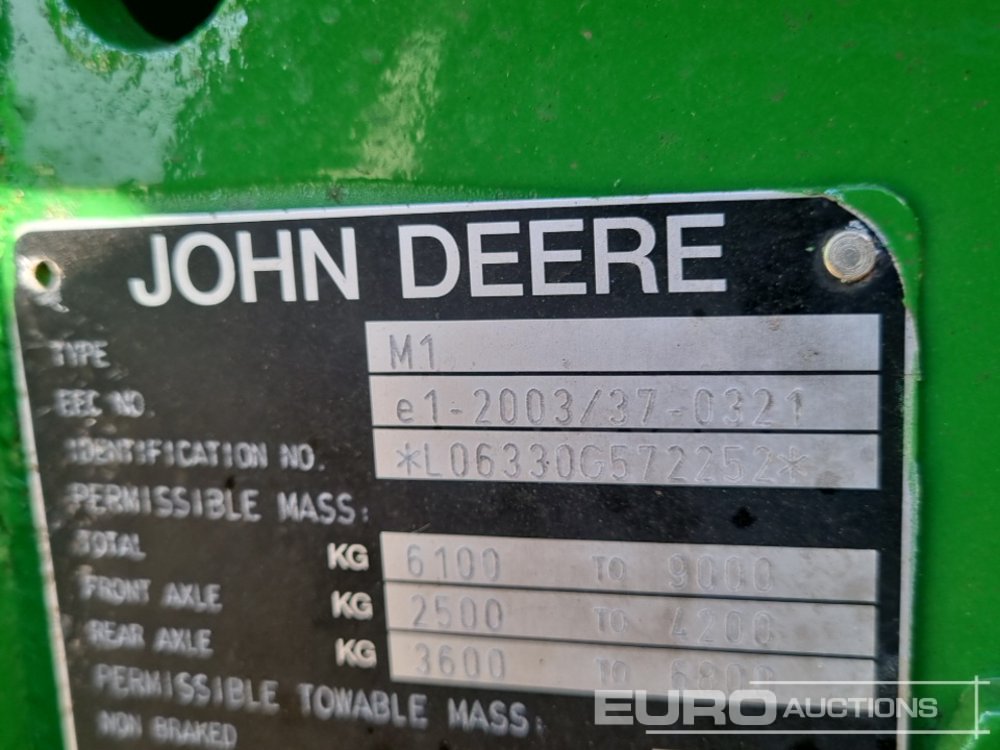 JOHN DEERE
TYPE M1
EEC NO. e1-2003/37-0321
IDENTIFICATION NO. *L06330G572252*
PERMISSIBLE MASS:
TOTAL KG 6100 TO 9000
FRONT AXLE KG 2500 TO 4200
REAR AXLE KG 3600 TO 6800
PERMISSIBLE TOWABLE MASS:
NON BRAKED
EURO AUCTIONS